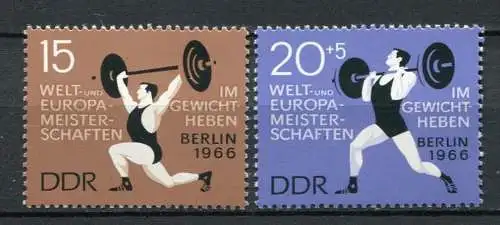 15
WELT- UND IM
EUROPA- GEWICHT-
MEISTER- HEBEN
SCHAFTEN BERLIN
1966
DDR
20+5
WELT- UND IM
EUROPA- GEWICHT-
MEISTER- HEBEN
SCHAFTEN BERLIN
1966
DDR